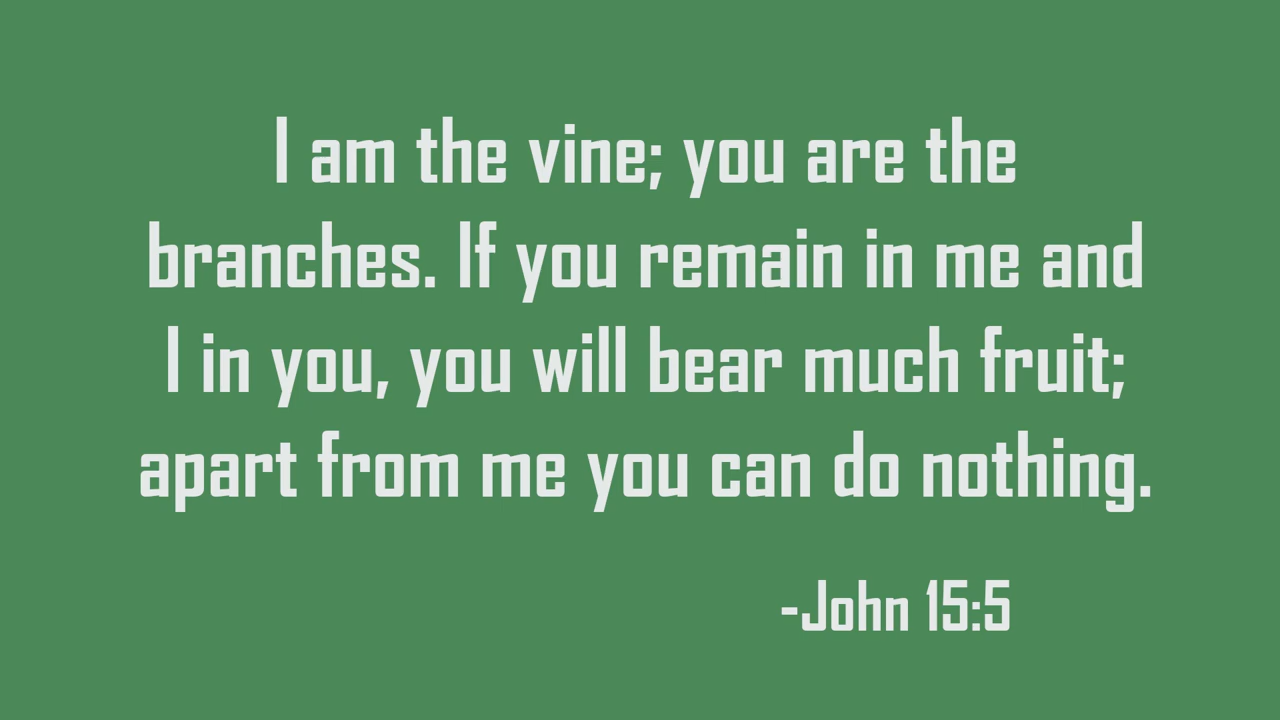 I am the vine; you are the
branches. If you remain in me and
I in you, you will bear much fruit;
apart from me you can do nothing.
-John 15:5